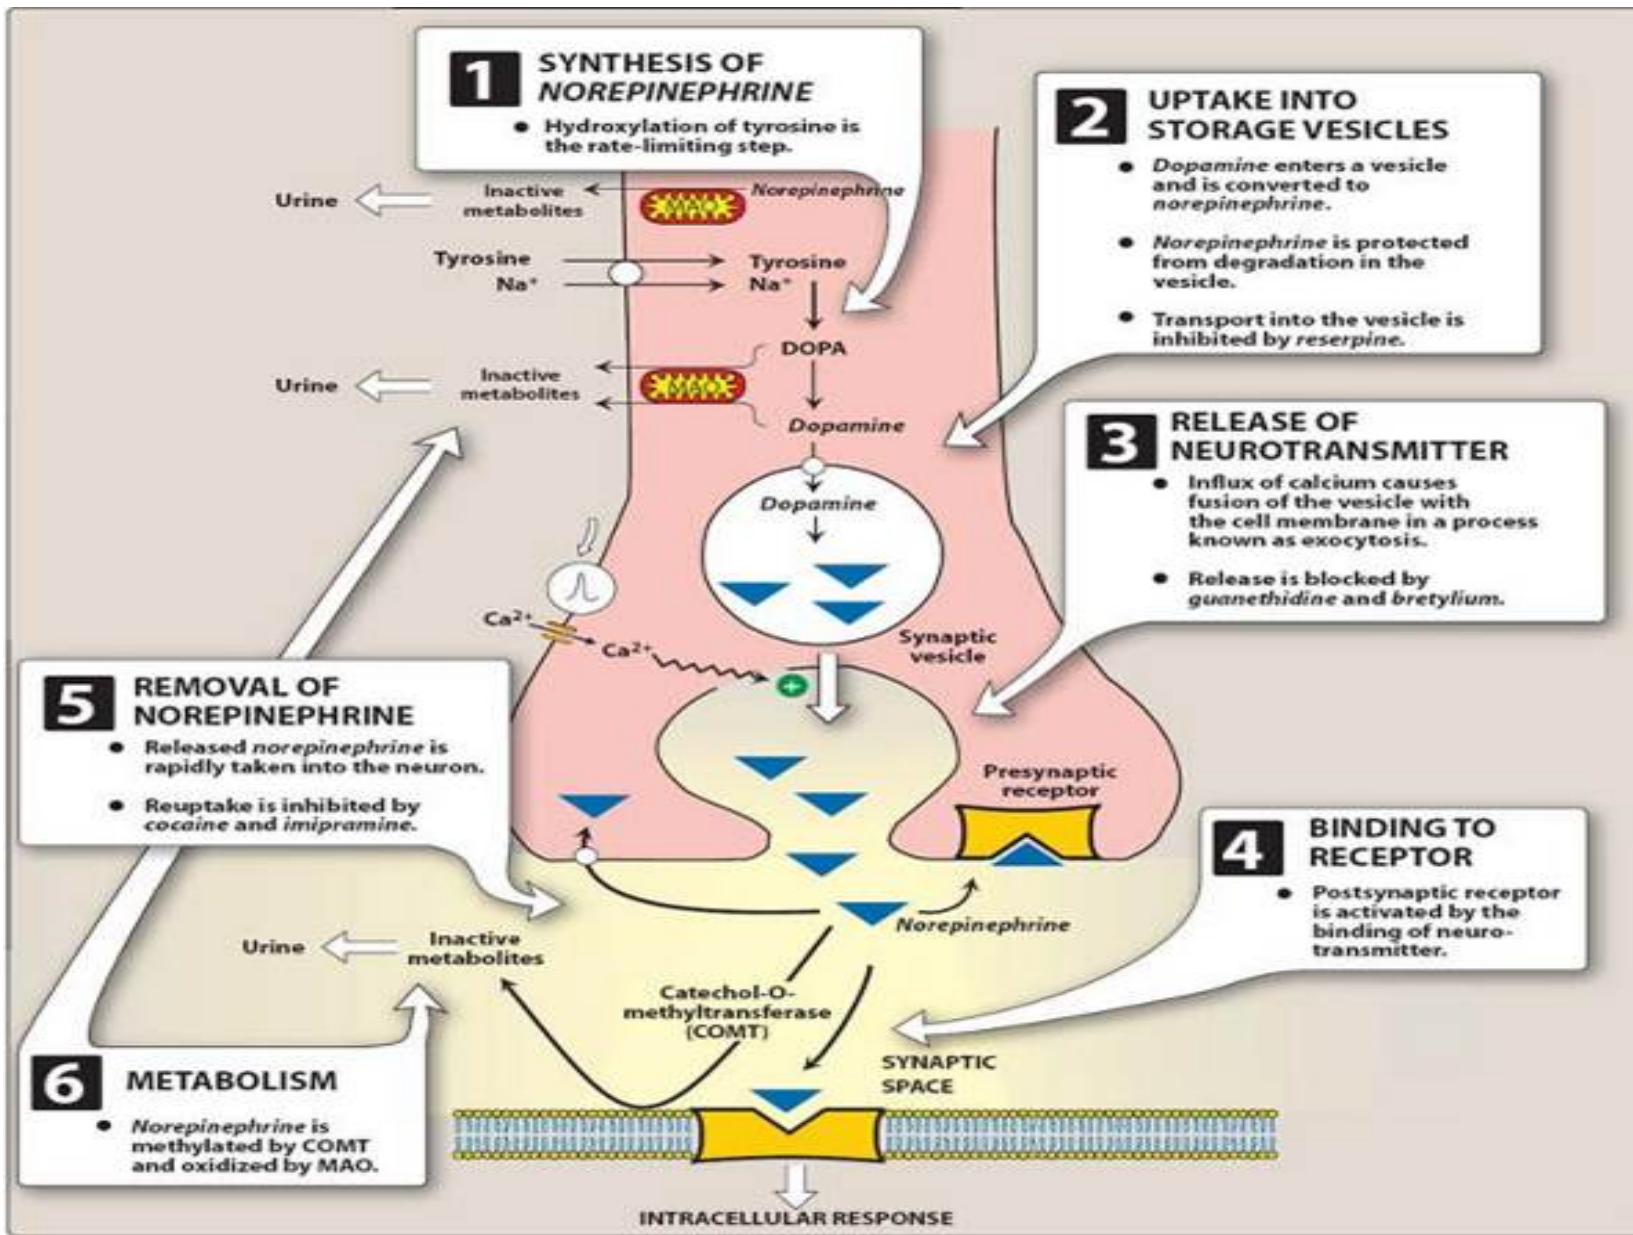 1
SYNTHESIS OF
NOREPINEPHRINE
• Hydroxylation of tyrosine is
the rate-limiting step.
2
UPTAKE INTO
STORAGE VESICLES
• Dopamine enters a vesicle
and is converted to
norepinephrine.
• Norepinephrine is protected
from degradation in the
vesicle.
• Transport into the vesicle is
inhibited by reserpine.
Urine
Inactive
metabolites
MAO
Norepinephrine
Tyrosine
Na⁺
Tyrosine
Na⁺
DOPA
Urine
Inactive
metabolites
MAO
Dopamine
Dopamine
3
RELEASE OF
NEUROTRANSMITTER
• Influx of calcium causes
fusion of the vesicle with
the cell membrane in a process
known as exocytosis.
• Release is blocked by
guanethidine and bretylium.
Ca²⁺
Ca²⁺
+
Synaptic
vesicle
5
REMOVAL OF
NOREPINEPHRINE
• Released norepinephrine is
rapidly taken into the neuron.
• Reuptake is inhibited by
cocaine and imipramine.
Presynaptic
receptor
4
BINDING TO
RECEPTOR
• Postsynaptic receptor
is activated by the
binding of neuro-
transmitter.
Norepinephrine
Urine
Inactive
metabolites
Catechol-O-
methyltransferase
(COMT)
SYNAPTIC
SPACE
6
METABOLISM
• Norepinephrine is
methylated by COMT
and oxidized by MAO.
INTRACELLULAR RESPONSE